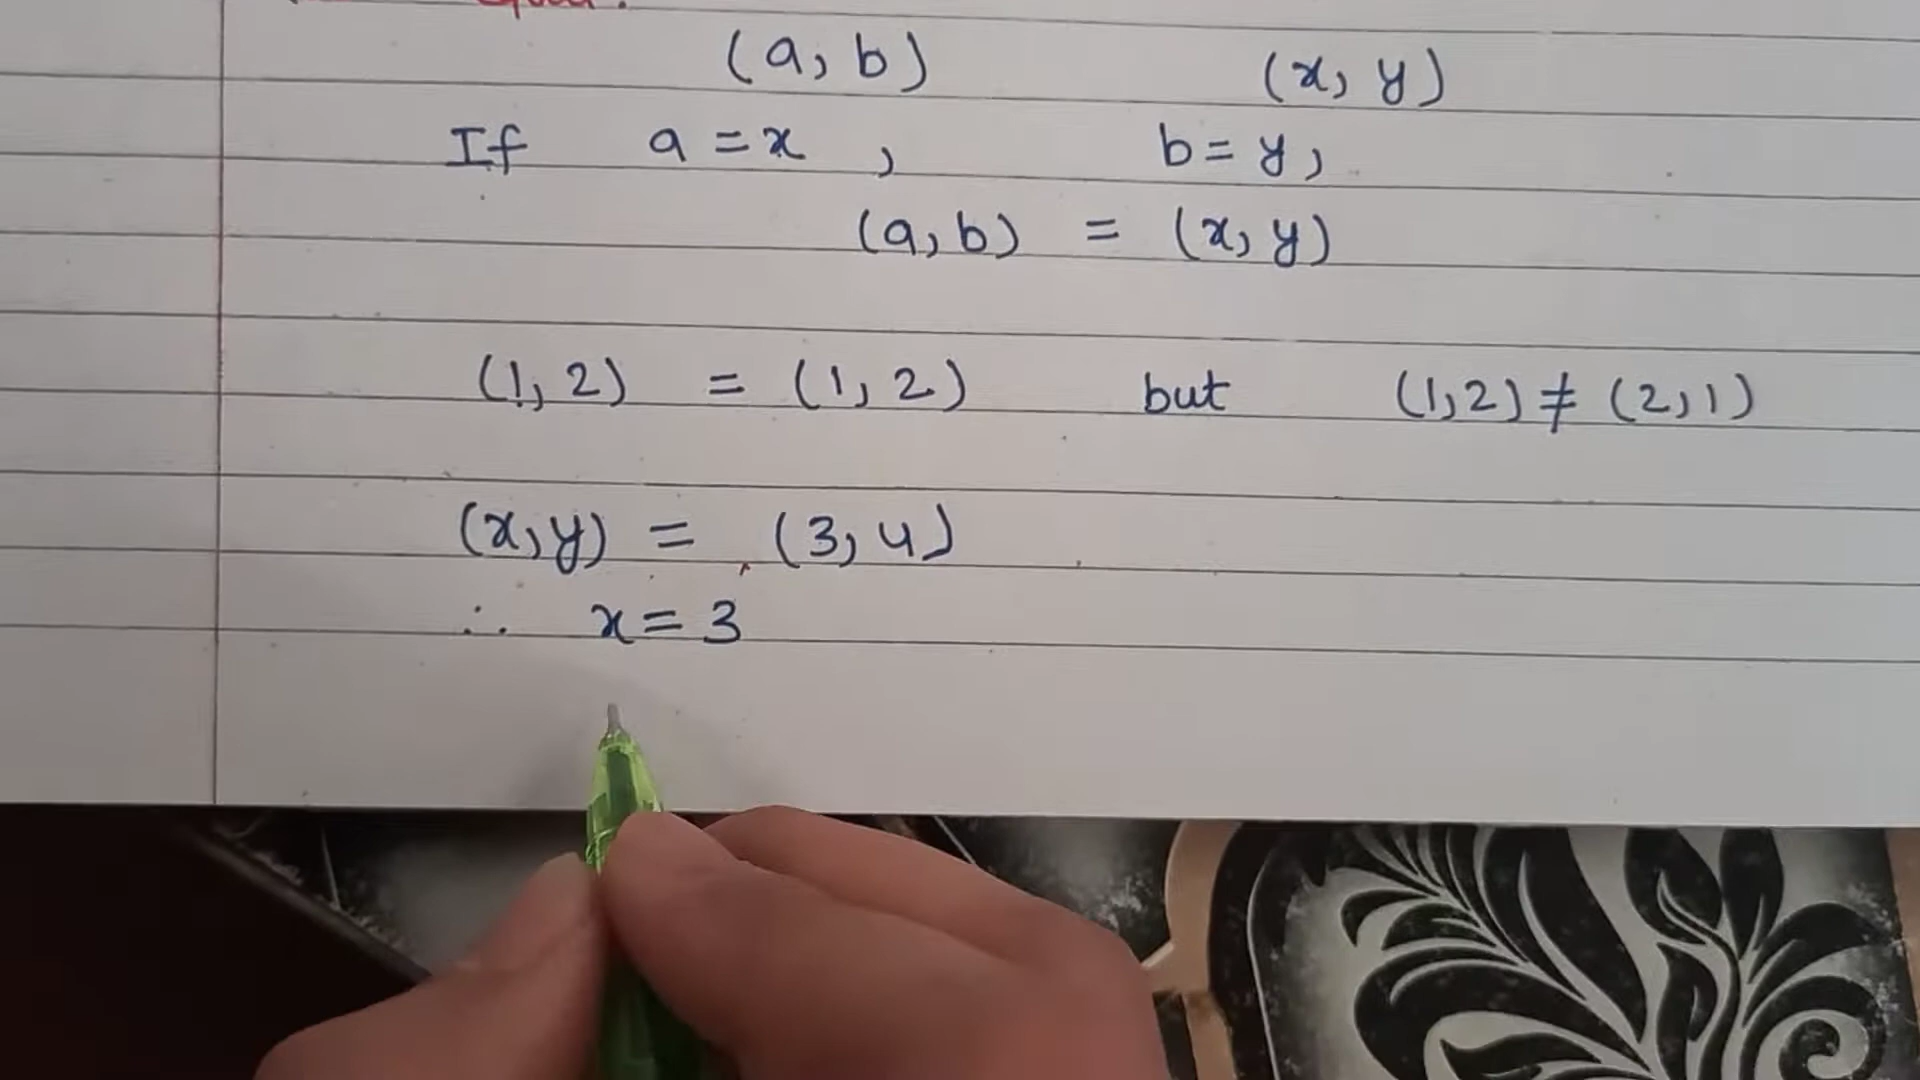 (a, b) (x, y)
If a = x , b = y,
(a, b) = (x, y)
(1, 2) = (1, 2) but (1,2) ≠ (2,1)
(x, y) = (3, 4)
∴ x = 3